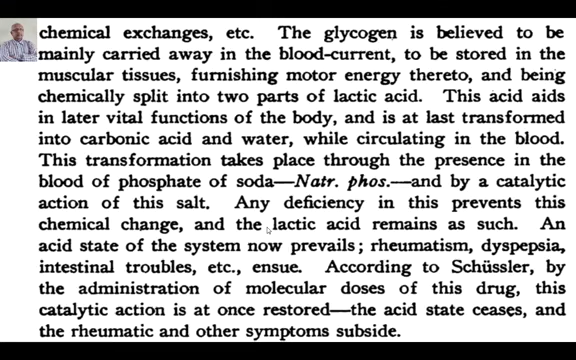 chemical exchanges, etc. The glycogen is believed to be
mainly carried away in the blood-current, to be stored in the
muscular tissues, furnishing motor energy thereto, and being
chemically split into two parts of lactic acid. This acid aids
in later vital functions of the body, and is at last transformed
into carbonic acid and water, while circulating in the blood.
This transformation takes place through the presence in the
blood of phosphate of soda—Natr. phos.—and by a catalytic
action of this salt. Any deficiency in this prevents this
chemical change, and the lactic acid remains as such. An
acid state of the system now prevails; rheumatism, dyspepsia,
intestinal troubles, etc., ensue. According to Schüssler, by
the administration of molecular doses of this drug, this
catalytic action is at once restored—the acid state ceases, and
the rheumatic and other symptoms subside.